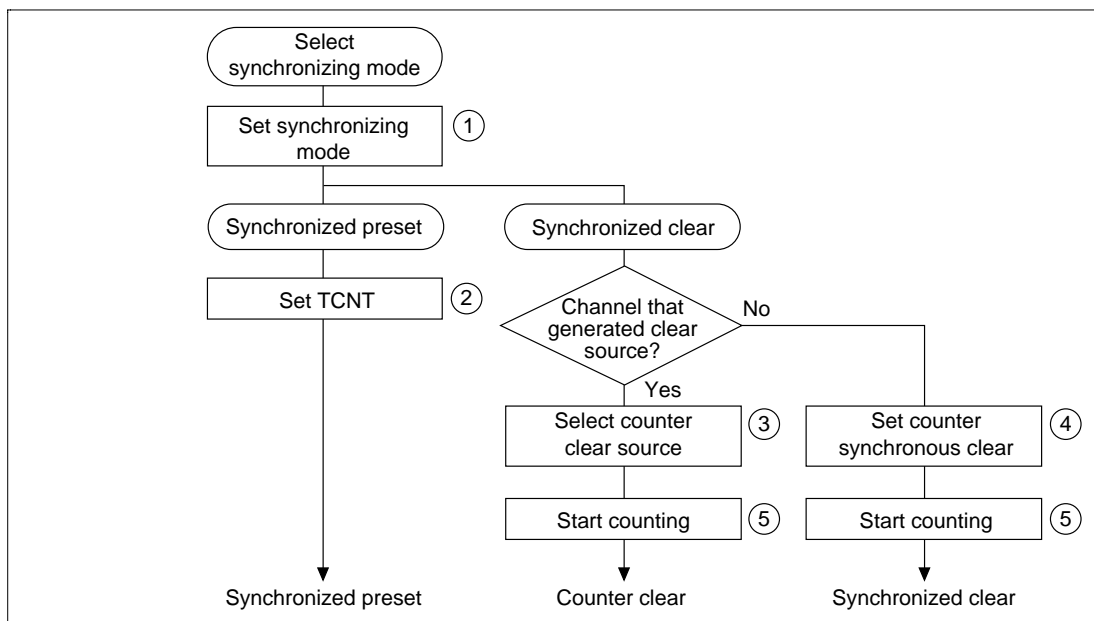 Select
synchronizing mode
Set synchronizing
mode
1
Synchronized preset
Synchronized clear
Set TCNT
2
Channel that
generated clear
source?
No
Yes
Select counter
clear source
3
Set counter
synchronous clear
4
Start counting
5
Start counting
5
Synchronized preset
Counter clear
Synchronized clear